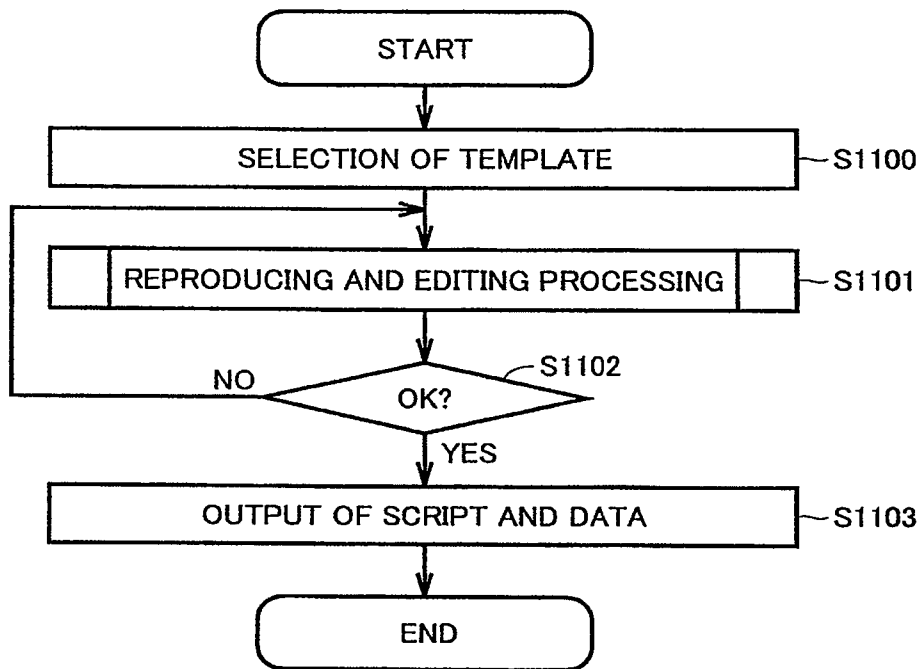 START
SELECTION OF TEMPLATE
S1100
REPRODUCING AND EDITING PROCESSING
S1101
S1102
NO
OK?
YES
OUTPUT OF SCRIPT AND DATA
S1103
END